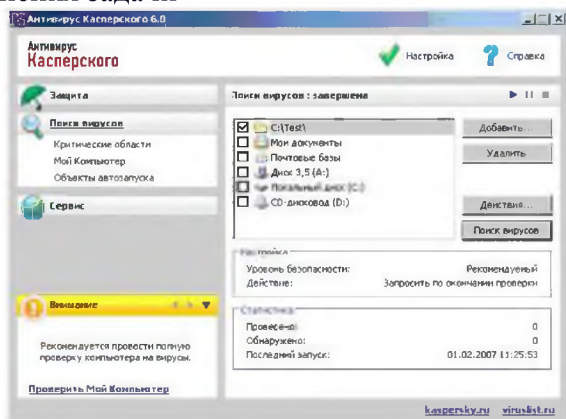 Антивирус Касперского 6.0
Антивирус
Касперского
Настройка
Справка
Защита
Поиск вирусов
Критические области
Мой Компьютер
Объекты автозапуска
Сервис
Внимание
Рекомендуется провести полную
проверку компьютера на вирусы.
Проверить Мой Компьютер
Поиск вирусов : завершена
C:\Test\
Мои документы
Почтовые базы
Диск 3,5 (A:)
Локальный диск (C:)
CD-дисковод (D:)
Добавить...
Удалить
Действия...
Поиск вирусов
Настройка
Уровень безопасности: Рекомендуемый
Действие: Запросить по окончании проверки
Статистика
Проверено: 0
Обнаружено: 0
Последний запуск: 01.02.2007 11:25:53
kaspersky.ru viruslist.ru